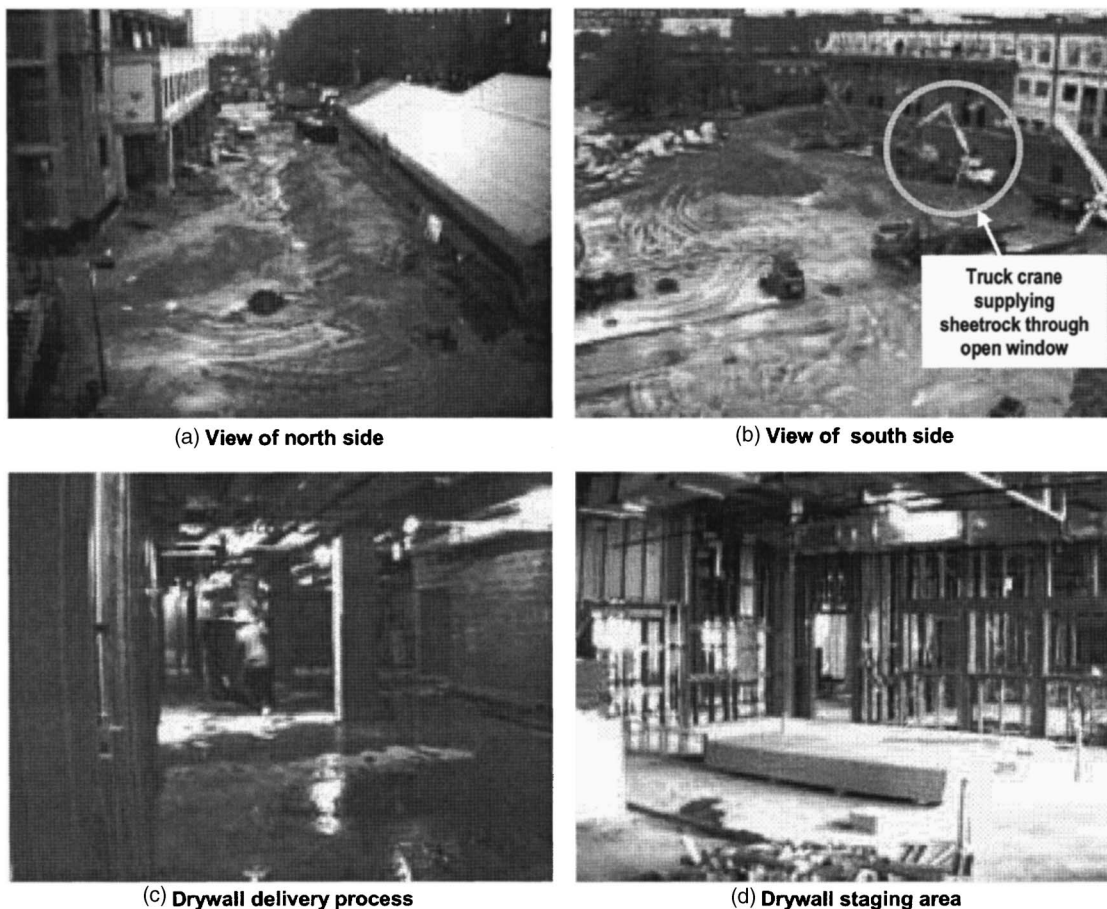 Truck crane
supplying
sheetrock through
open window
(a) View of north side
(b) View of south side
(c) Drywall delivery process
(d) Drywall staging area